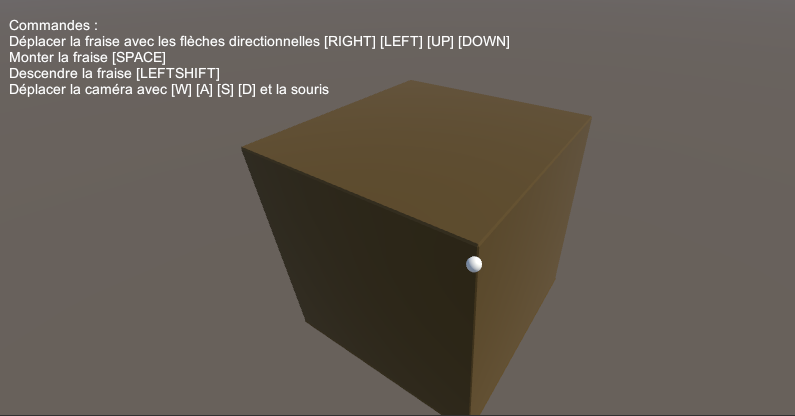 Commandes :
Déplacer la fraise avec les flèches directionnelles [RIGHT] [LEFT] [UP] [DOWN]
Monter la fraise [SPACE]
Descendre la fraise [LEFTSHIFT]
Déplacer la caméra avec [W] [A] [S] [D] et la souris